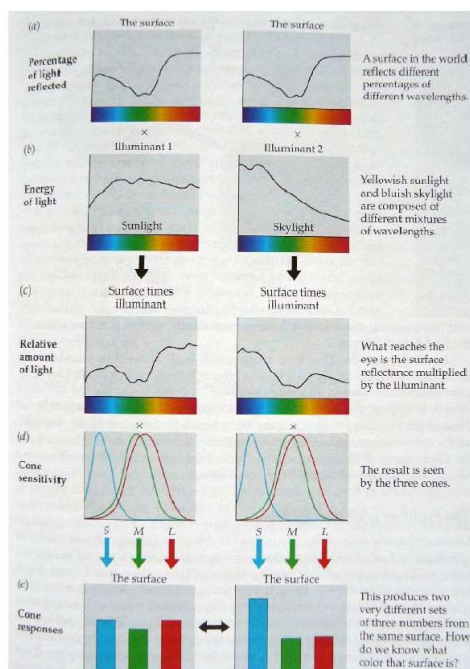 (a)
The surface
The surface
Percentage
of light
reflected
A surface in the world
reflects different
percentages of
different wavelengths.
×
×
(b)
Illuminant 1
Illuminant 2
Energy
of light
Sunlight
Skylight
Yellowish sunlight
and bluish skylight
are composed of
different mixtures
of wavelengths.
(c)
Surface times
illuminant
Surface times
illuminant
Relative
amount
of light
What reaches the
eye is the surface
reflectance multiplied
by the illuminant.
×
×
(d)
Cone
sensitivity
The result is seen
by the three cones.
S M L
S M L
(e)
The surface
The surface
Cone
responses
This produces two
very different sets
of three numbers from
the same surface. How
do we know what
color that surface is?